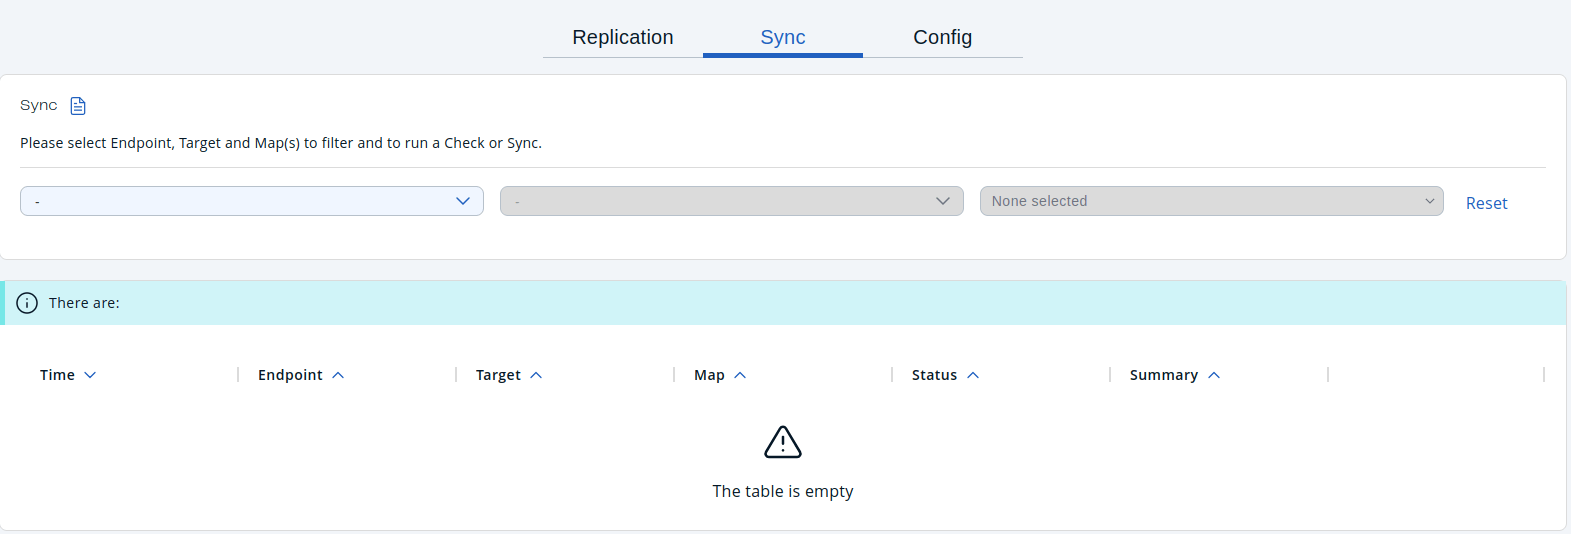 Replication Sync Config
Sync
Please select Endpoint, Target and Map(s) to filter and to run a Check or Sync.
- - None selected Reset
There are:
Time Endpoint Target Map Status Summary
The table is empty